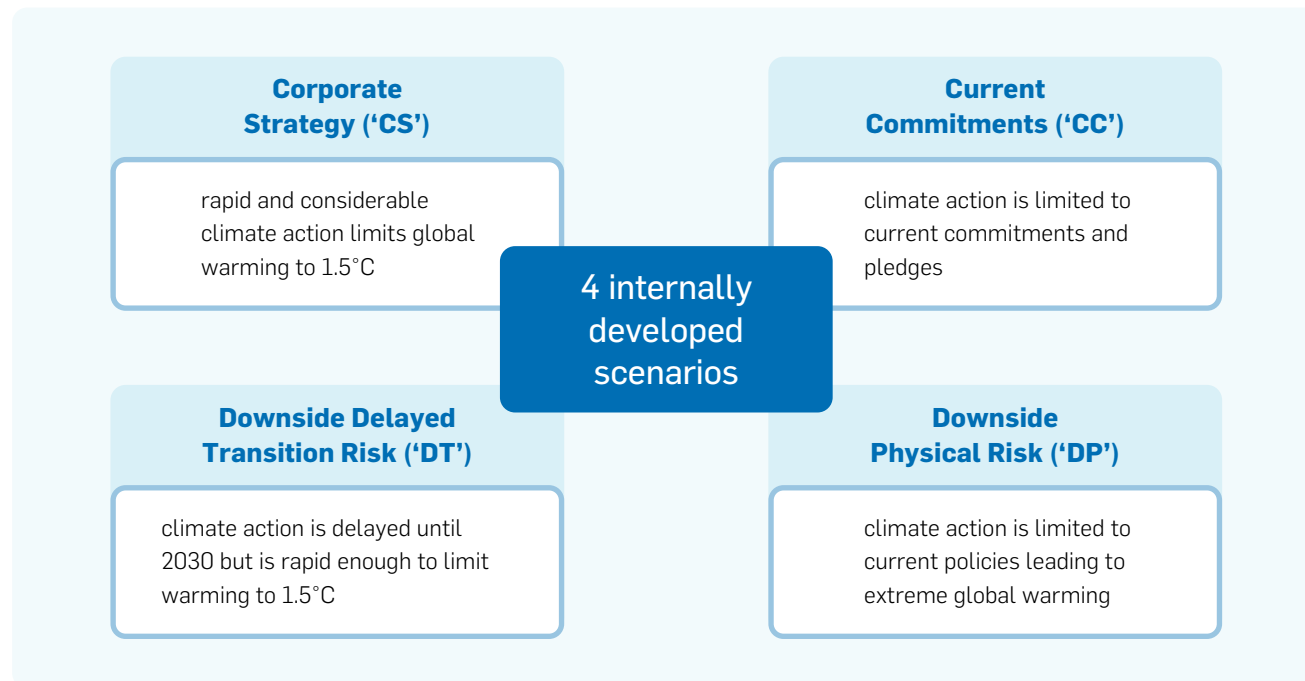 Corporate
Strategy (‘CS’)
rapid and considerable
climate action limits global
warming to 1.5°C
Current
Commitments (‘CC’)
climate action is limited to
current commitments and
pledges
4 internally
developed
scenarios
Downside Delayed
Transition Risk (‘DT’)
climate action is delayed until
2030 but is rapid enough to limit
warming to 1.5°C
Downside
Physical Risk (‘DP’)
climate action is limited to
current policies leading to
extreme global warming